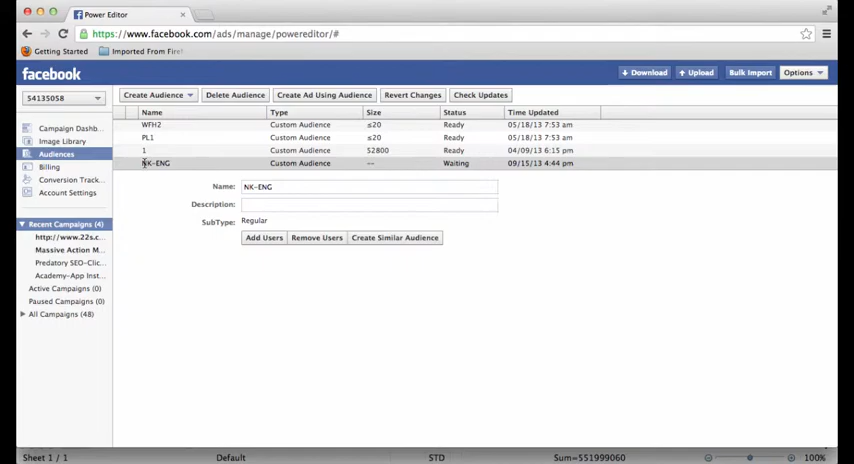 Power Editor
https://www.facebook.com/ads/manage/powereditor/#
Getting Started Imported From Firef
facebook Download Upload Bulk Import Options
54135058 Create Audience Delete Audience Create Ad Using Audience Revert Changes Check Updates
Name Type Size Status Time Updated
WFH2 Custom Audience ≤20 Ready 05/18/13 7:53 am
PL1 Custom Audience ≤20 Ready 05/18/13 7:53 am
1 Custom Audience 52800 Ready 04/09/13 6:15 pm
NK-ENG Custom Audience -- Waiting 09/15/13 4:44 pm
Campaign Dashb...
Image Library
Audiences
Billing
Conversion Track...
Account Settings
Name: NK-ENG
Description:
SubType: Regular
Add Users Remove Users Create Similar Audience
Recent Campaigns (4)
http://www.22s.c...
Massive Action M...
Predatory SEO-Clic...
Academy-App Inst...
Active Campaigns (0)
Paused Campaigns (0)
All Campaigns (48)
Sheet 1 / 1 Default STD Sum=551999060 100%